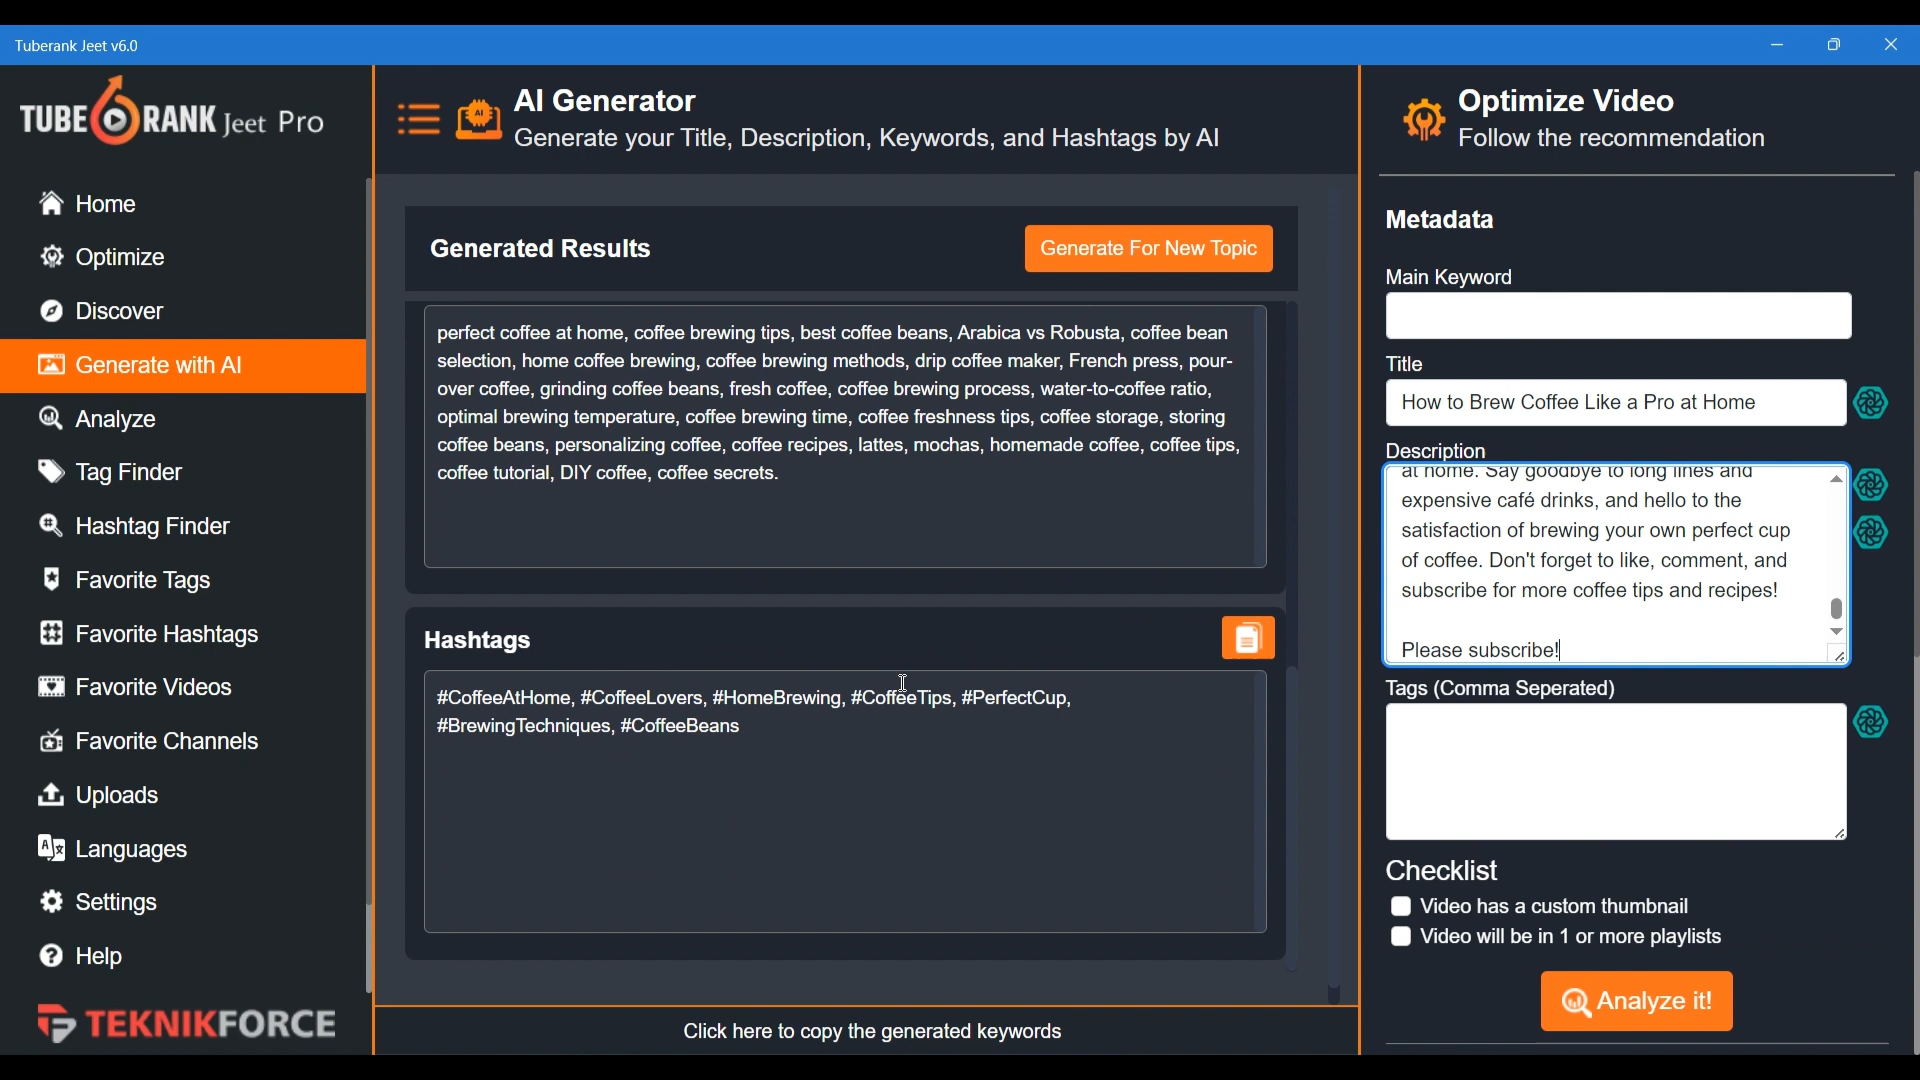 Tuberank Jeet v6.0
TUBE RANK Jeet Pro
Home
Optimize
Discover
Generate with AI
Analyze
Tag Finder
Hashtag Finder
Favorite Tags
Favorite Hashtags
Favorite Videos
Favorite Channels
Uploads
Languages
Settings
Help
TEKNIKFORCE
AI Generator
Generate your Title, Description, Keywords, and Hashtags by AI
Generated Results
Generate For New Topic
perfect coffee at home, coffee brewing tips, best coffee beans, Arabica vs Robusta, coffee bean
selection, home coffee brewing, coffee brewing methods, drip coffee maker, French press, pour-
over coffee, grinding coffee beans, fresh coffee, coffee brewing process, water-to-coffee ratio,
optimal brewing temperature, coffee brewing time, coffee freshness tips, coffee storage, storing
coffee beans, personalizing coffee, coffee recipes, lattes, mochas, homemade coffee, coffee tips,
coffee tutorial, DIY coffee, coffee secrets.
Hashtags
#CoffeeAtHome, #CoffeeLovers, #HomeBrewing, #CoffeeTips, #PerfectCup,
#BrewingTechniques, #CoffeeBeans
Click here to copy the generated keywords
Optimize Video
Follow the recommendation
Metadata
Main Keyword
Title
How to Brew Coffee Like a Pro at Home
Description
at home. Say goodbye to long lines and
expensive café drinks, and hello to the
satisfaction of brewing your own perfect cup
of coffee. Don't forget to like, comment, and
subscribe for more coffee tips and recipes!
Please subscribe!
Tags (Comma Seperated)
Checklist
Video has a custom thumbnail
Video will be in 1 or more playlists
Analyze it!